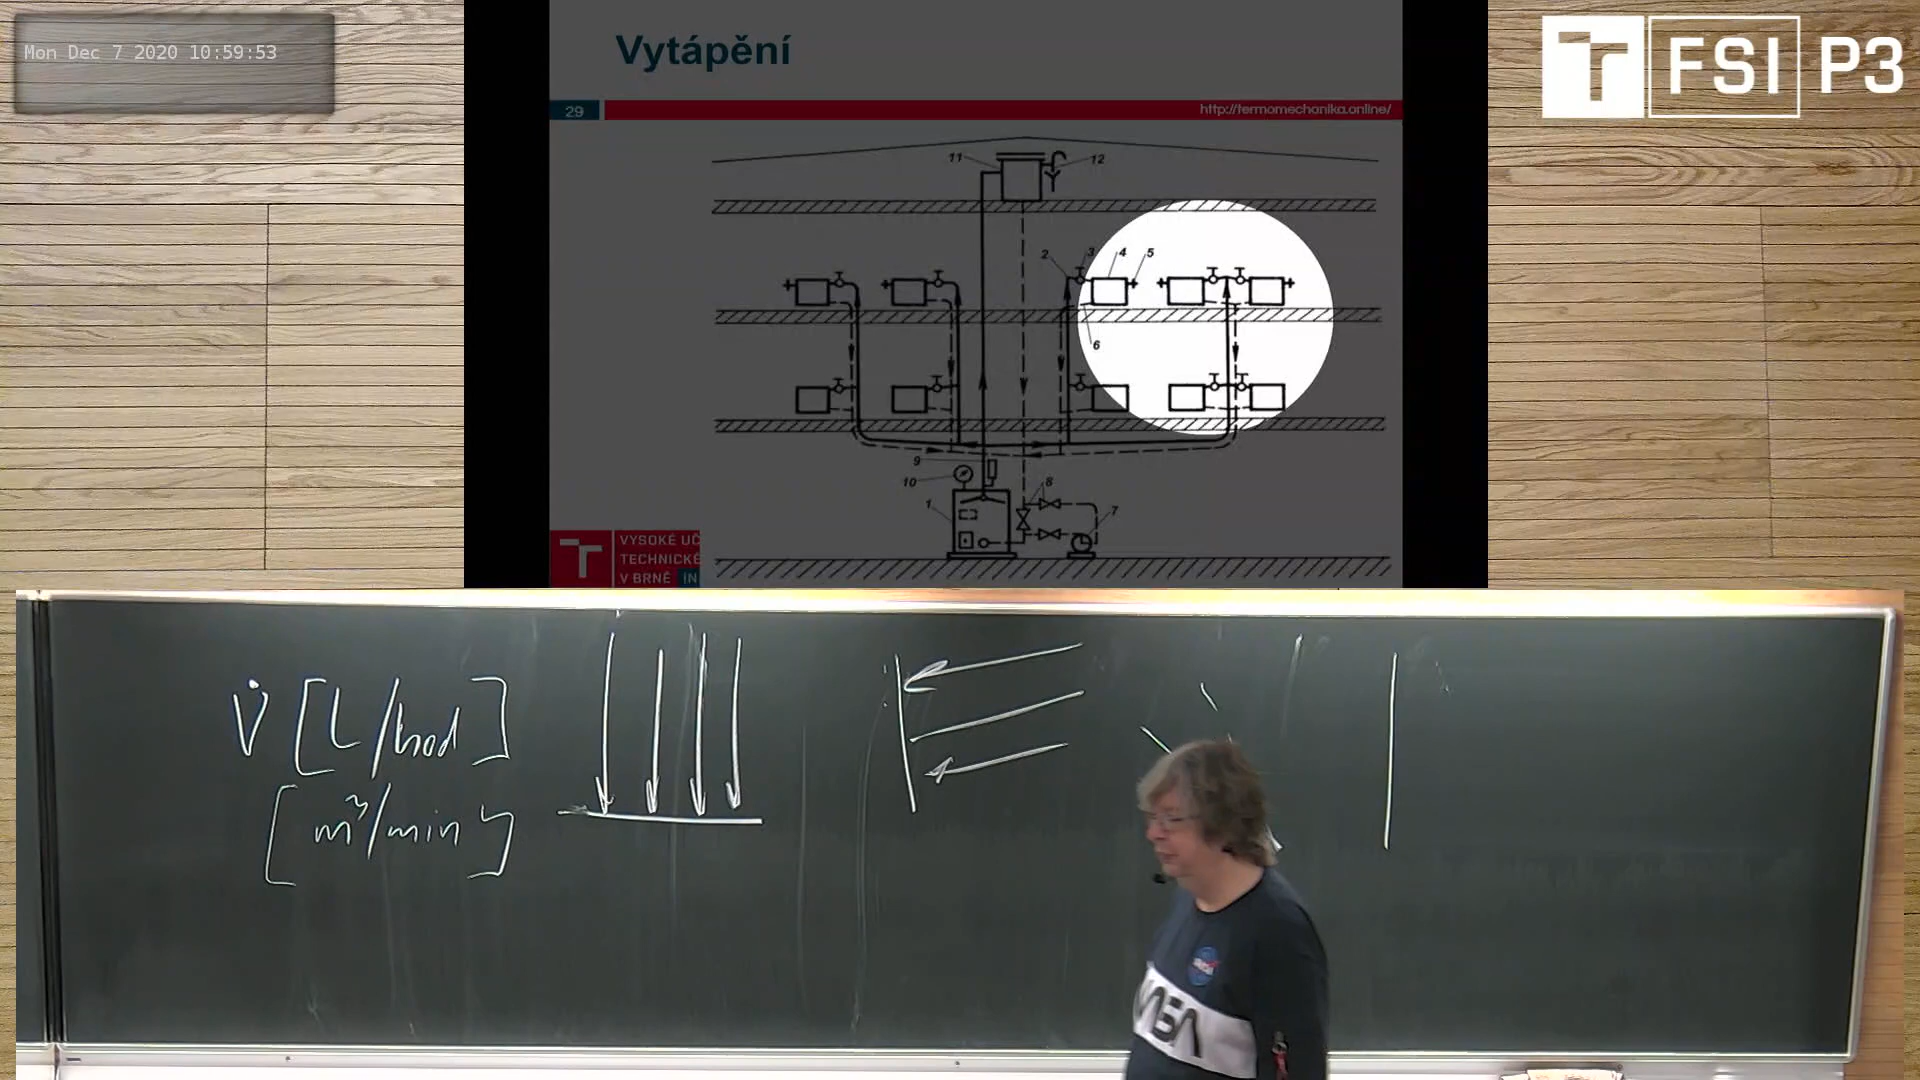 Mon Dec 7 2020 10:59:53
FSI P3
Vytápění
29
http://termomechanika.online/
11
12
2
3
4
5
6
9
10
8
1
7
VYSOKÉ UČ
TECHNICKÉ
V BRNĚ IN
V̇ [L/hod]
[m³/min]
NASA